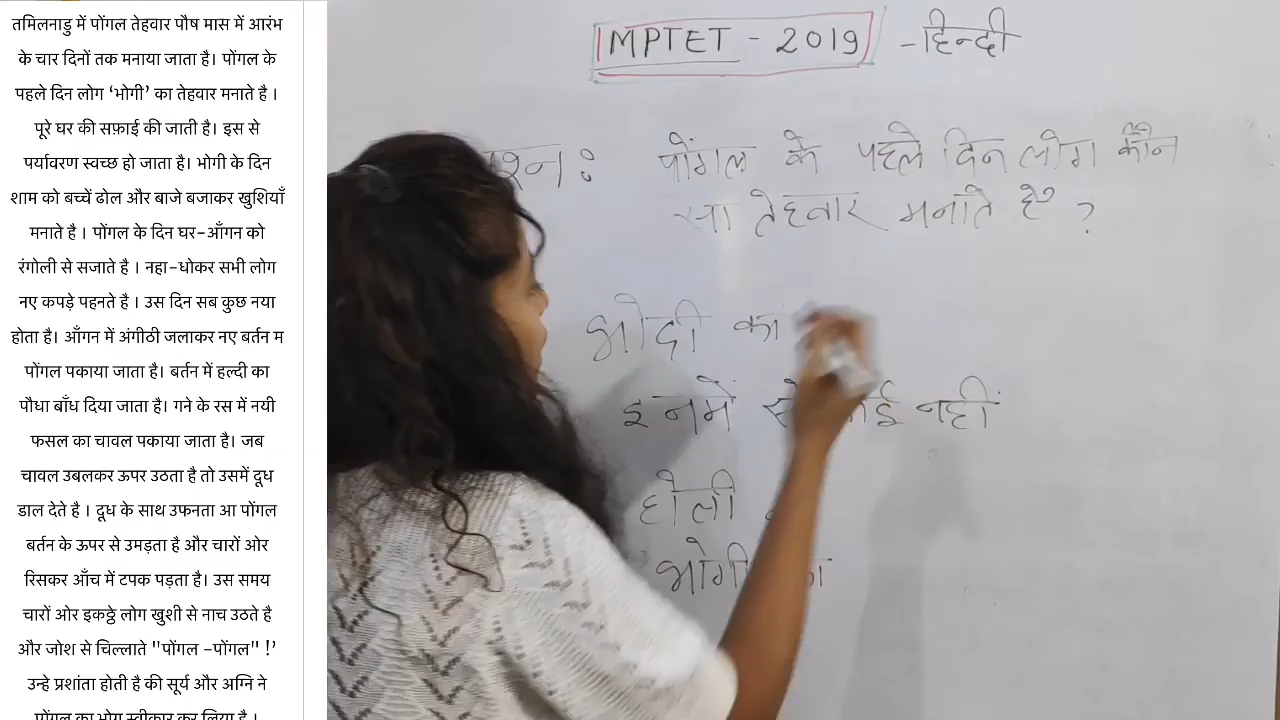 तमिलनाडु में पोंगल तेहवार पौष मास में आरंभ
के चार दिनों तक मनाया जाता है। पोंगल के
पहले दिन लोग ‘भोगी’ का तेहवार मनाते है ।
पूरे घर की सफ़ाई की जाती है। इस से
पर्यावरण स्वच्छ हो जाता है। भोगी के दिन
शाम को बच्चें ढोल और बाजे बजाकर खुशियाँ
मनाते है । पोंगल के दिन घर-आँगन को
रंगोली से सजाते है । नहा-धोकर सभी लोग
नए कपड़े पहनते है । उस दिन सब कुछ नया
होता है। आँगन में अंगीठी जलाकर नए बर्तन म
पोंगल पकाया जाता है। बर्तन में हल्दी का
पौधा बाँध दिया जाता है। गने के रस में नयी
फसल का चावल पकाया जाता है। जब
चावल उबलकर ऊपर उठता है तो उसमें दूध
डाल देते है । दूध के साथ उफनता आ पोंगल
बर्तन के ऊपर से उमड़ता है और चारों ओर
रिसकर आँच में टपक पड़ता है। उस समय
चारों ओर इकठ्ठे लोग खुशी से नाच उठते है
और जोश से चिल्लाते "पोंगल -पोंगल" !’
उन्हे प्रशांता होती है की सूर्य और अग्नि ने
पोंगल का भोग स्वीकार कर लिया है ।
MPTET - 2019 - हिन्दी
पोंगल के पहले दिन लोग कौन
सा तेहवार मनाते है ?
भोदी का
इनमें से नहीं
होली
भोगी